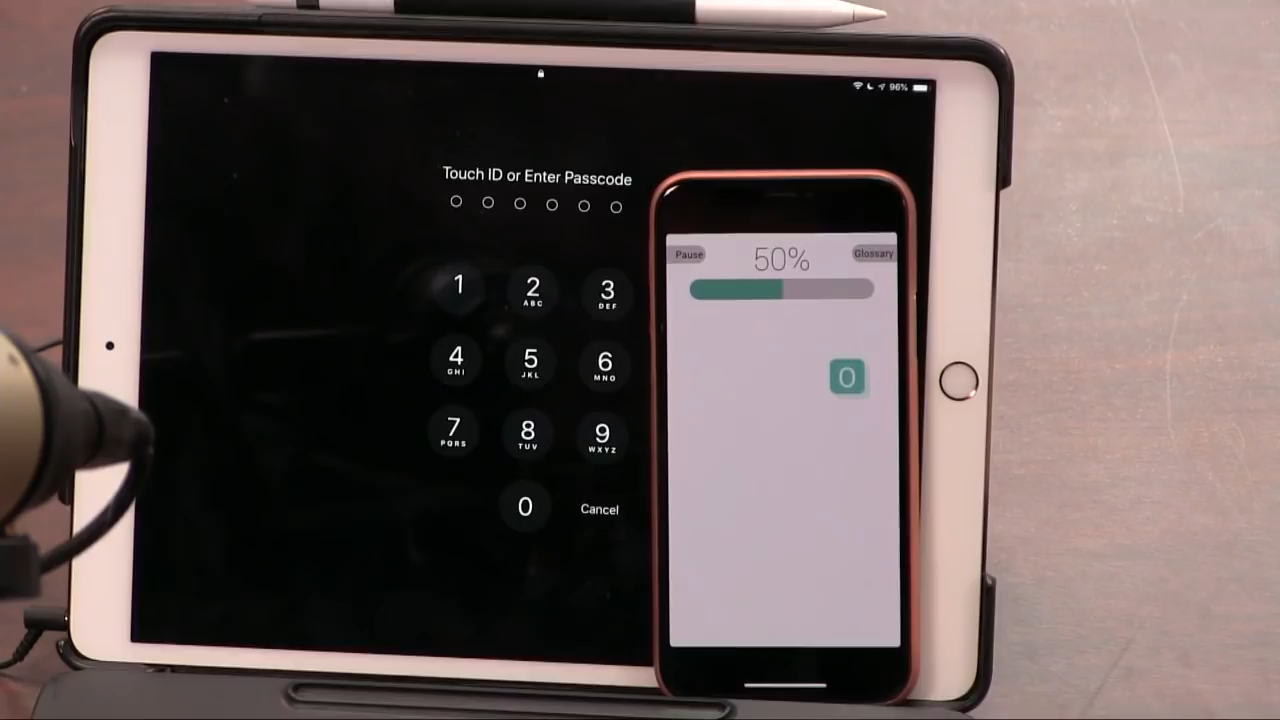 96%
Touch ID or Enter Passcode
1
2
ABC
3
DEF
4
GHI
5
JKL
6
MNO
7
PQRS
8
TUV
9
WXYZ
0
Cancel
Pause
50%
Glossary
0